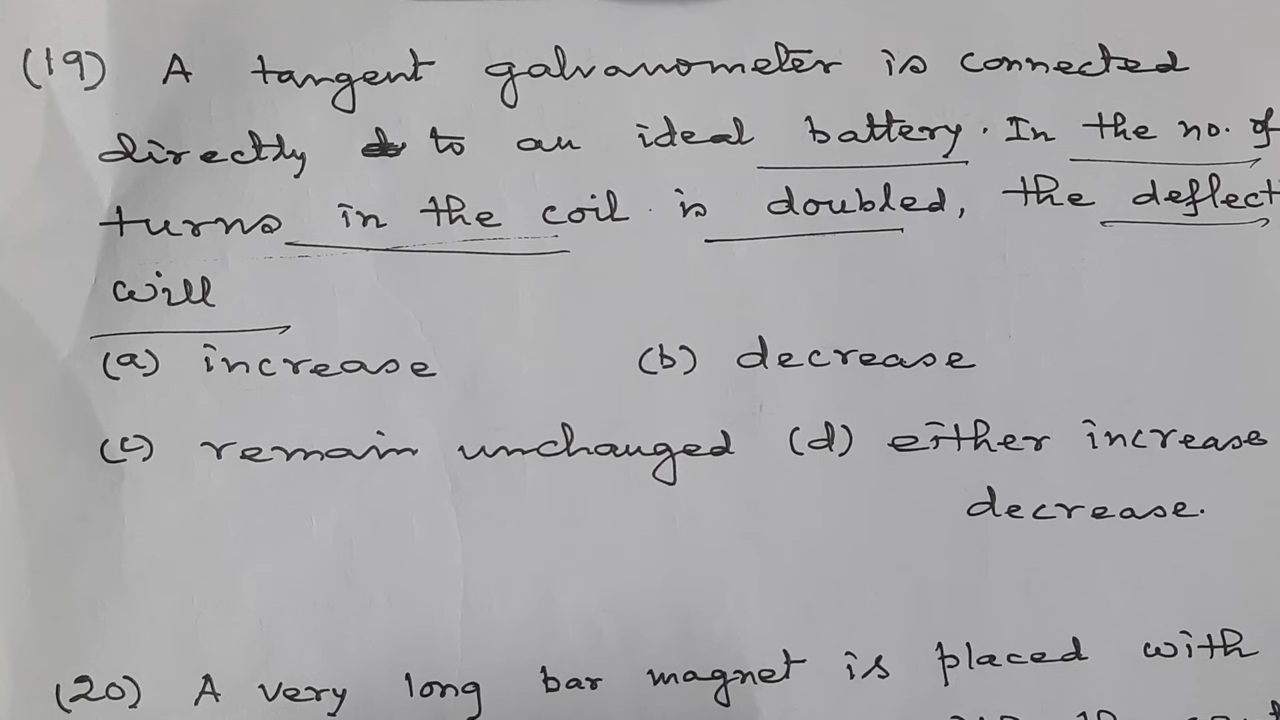 (19) A tangent galvanometer is connected
directly to an ideal battery. In the no. of
turns in the coil is doubled, the deflect
will
(a) increase (b) decrease
(c) remain unchanged (d) either increase
decrease.
(20) A very long bar magnet is placed with